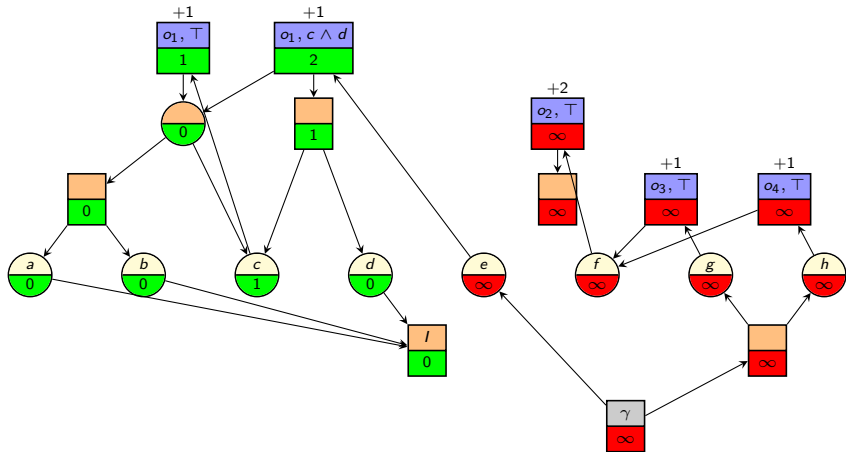 +1 +1
o₁, ⊤ o₁, c ∧ d
1 2
+2
o₂, ⊤
0 1 ∞
+1 +1
o₃, ⊤ o₄, ⊤
0 ∞ ∞ ∞
a b c d e f g h
0 0 1 0 ∞ ∞ ∞ ∞
I
0 ∞
γ
∞